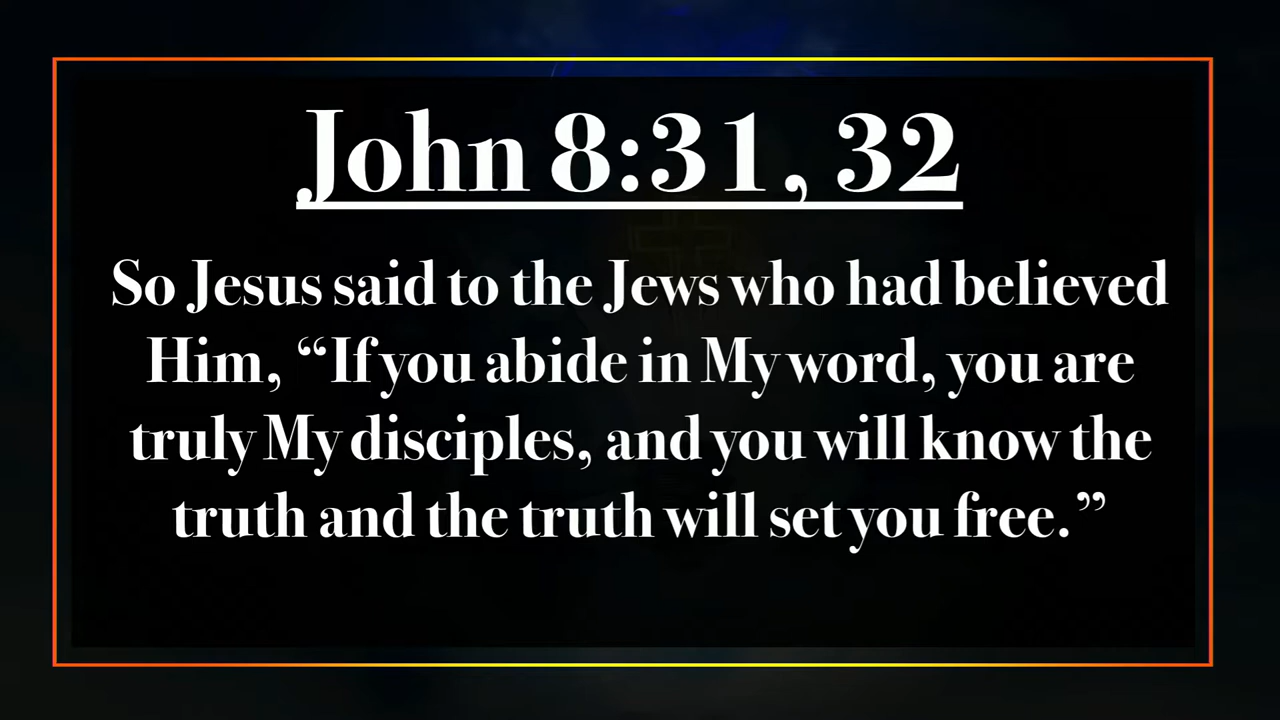 John 8:31, 32
So Jesus said to the Jews who had believed
Him, “If you abide in My word, you are
truly My disciples, and you will know the
truth and the truth will set you free.”